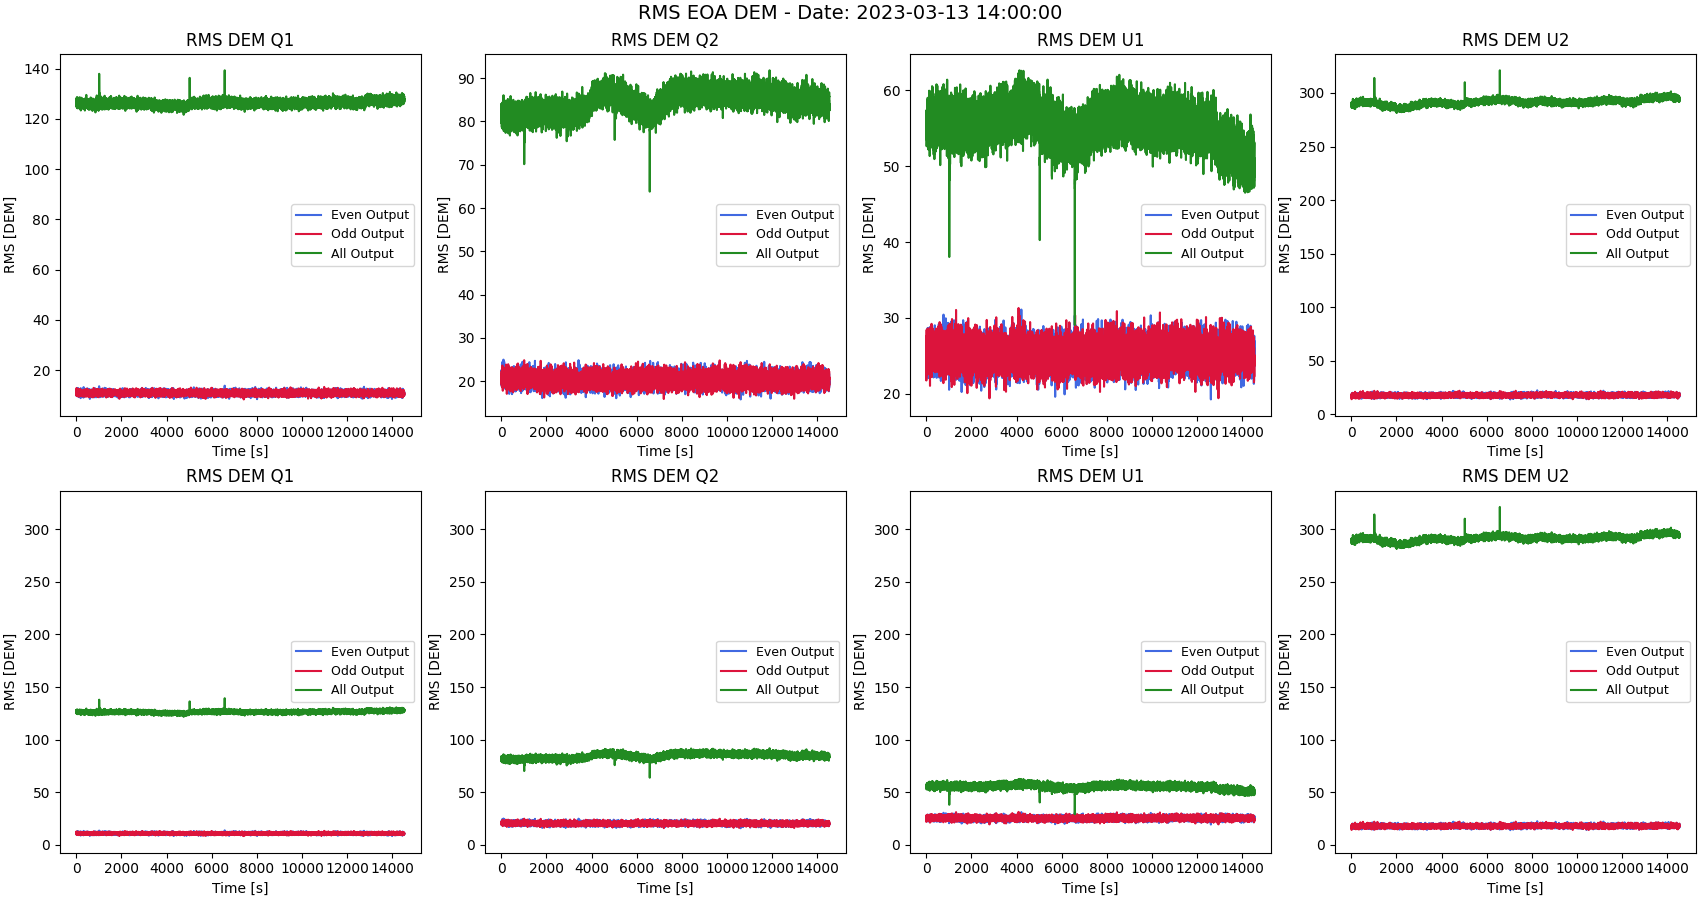 RMS EOA DEM - Date: 2023-03-13 14:00:00
RMS DEM Q1
RMS [DEM]
140
120
100
80
60
40
20
Even Output
Odd Output
All Output
0 2000 4000 6000 8000 10000 12000 14000
Time [s]
RMS DEM Q2
RMS [DEM]
90
80
70
60
50
40
30
20
Even Output
Odd Output
All Output
0 2000 4000 6000 8000 10000 12000 14000
Time [s]
RMS DEM U1
RMS [DEM]
60
50
40
30
20
Even Output
Odd Output
All Output
0 2000 4000 6000 8000 10000 12000 14000
Time [s]
RMS DEM U2
RMS [DEM]
300
250
200
150
100
50
0
Even Output
Odd Output
All Output
0 2000 4000 6000 8000 10000 12000 14000
Time [s]
RMS DEM Q1
RMS [DEM]
300
250
200
150
100
50
0
Even Output
Odd Output
All Output
0 2000 4000 6000 8000 10000 12000 14000
Time [s]
RMS DEM Q2
RMS [DEM]
300
250
200
150
100
50
0
Even Output
Odd Output
All Output
0 2000 4000 6000 8000 10000 12000 14000
Time [s]
RMS DEM U1
RMS [DEM]
300
250
200
150
100
50
0
Even Output
Odd Output
All Output
0 2000 4000 6000 8000 10000 12000 14000
Time [s]
RMS DEM U2
RMS [DEM]
300
250
200
150
100
50
0
Even Output
Odd Output
All Output
0 2000 4000 6000 8000 10000 12000 14000
Time [s]